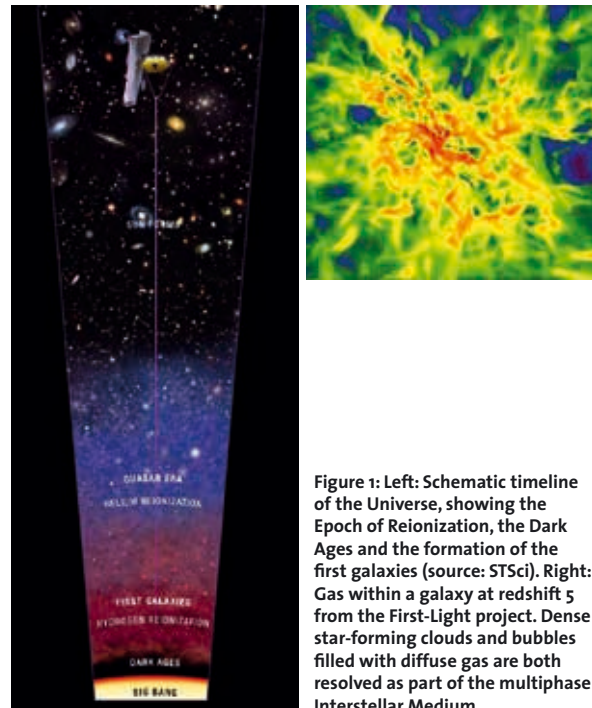 QUASAR ERA
HELIUM REIONIZATION
FIRST GALAXIES
HYDROGEN REIONIZATION
DARK AGES
BIG BANG
Figure 1: Left: Schematic timeline
of the Universe, showing the
Epoch of Reionization, the Dark
Ages and the formation of the
first galaxies (source: STSci). Right:
Gas within a galaxy at redshift 5
from the First-Light project. Dense
star-forming clouds and bubbles
filled with diffuse gas are both
resolved as part of the multiphase
Interstellar Medium